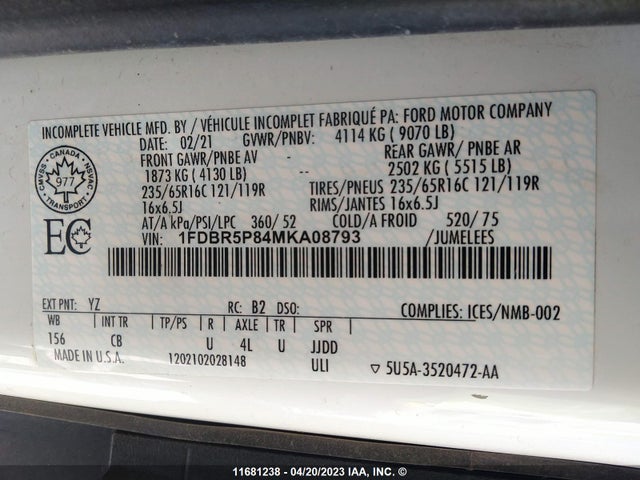 INCOMPLETE VEHICLE MFD. BY / VÉHICULE INCOMPLET FABRIQUÉ PA: FORD MOTOR COMPANY
DATE: 02/21 GVWR/PNBV: 4114 KG ( 9070 LB)
FRONT GAWR/PNBE AV REAR GAWR/ PNBE AR
1873 KG ( 4130 LB) 2502 KG ( 5515 LB)
235/65R16C 121/119R TIRES/PNEUS 235/65R16C 121/119R
16x6.5J RIMS/JANTES 16x6.5J
AT/A kPa/PSI/LPC 360/ 52 COLD/A FROID 520/ 75
VIN: 1FDBR5P84MKA08793 /JUMELEES
CANADA
CMVSS
NSVAC
977
TRANSPORT
EC
EXT PNT: YZ RC: B2 DSO: COMPLIES: ICES/NMB-002
WB INT TR TP/PS R AXLE TR SPR
156 CB U 4L U JJDD
MADE IN U.S.A. 1202102028148 ULI 5U5A-3520472-AA
11681238 - 04/20/2023 IAA, Inc.